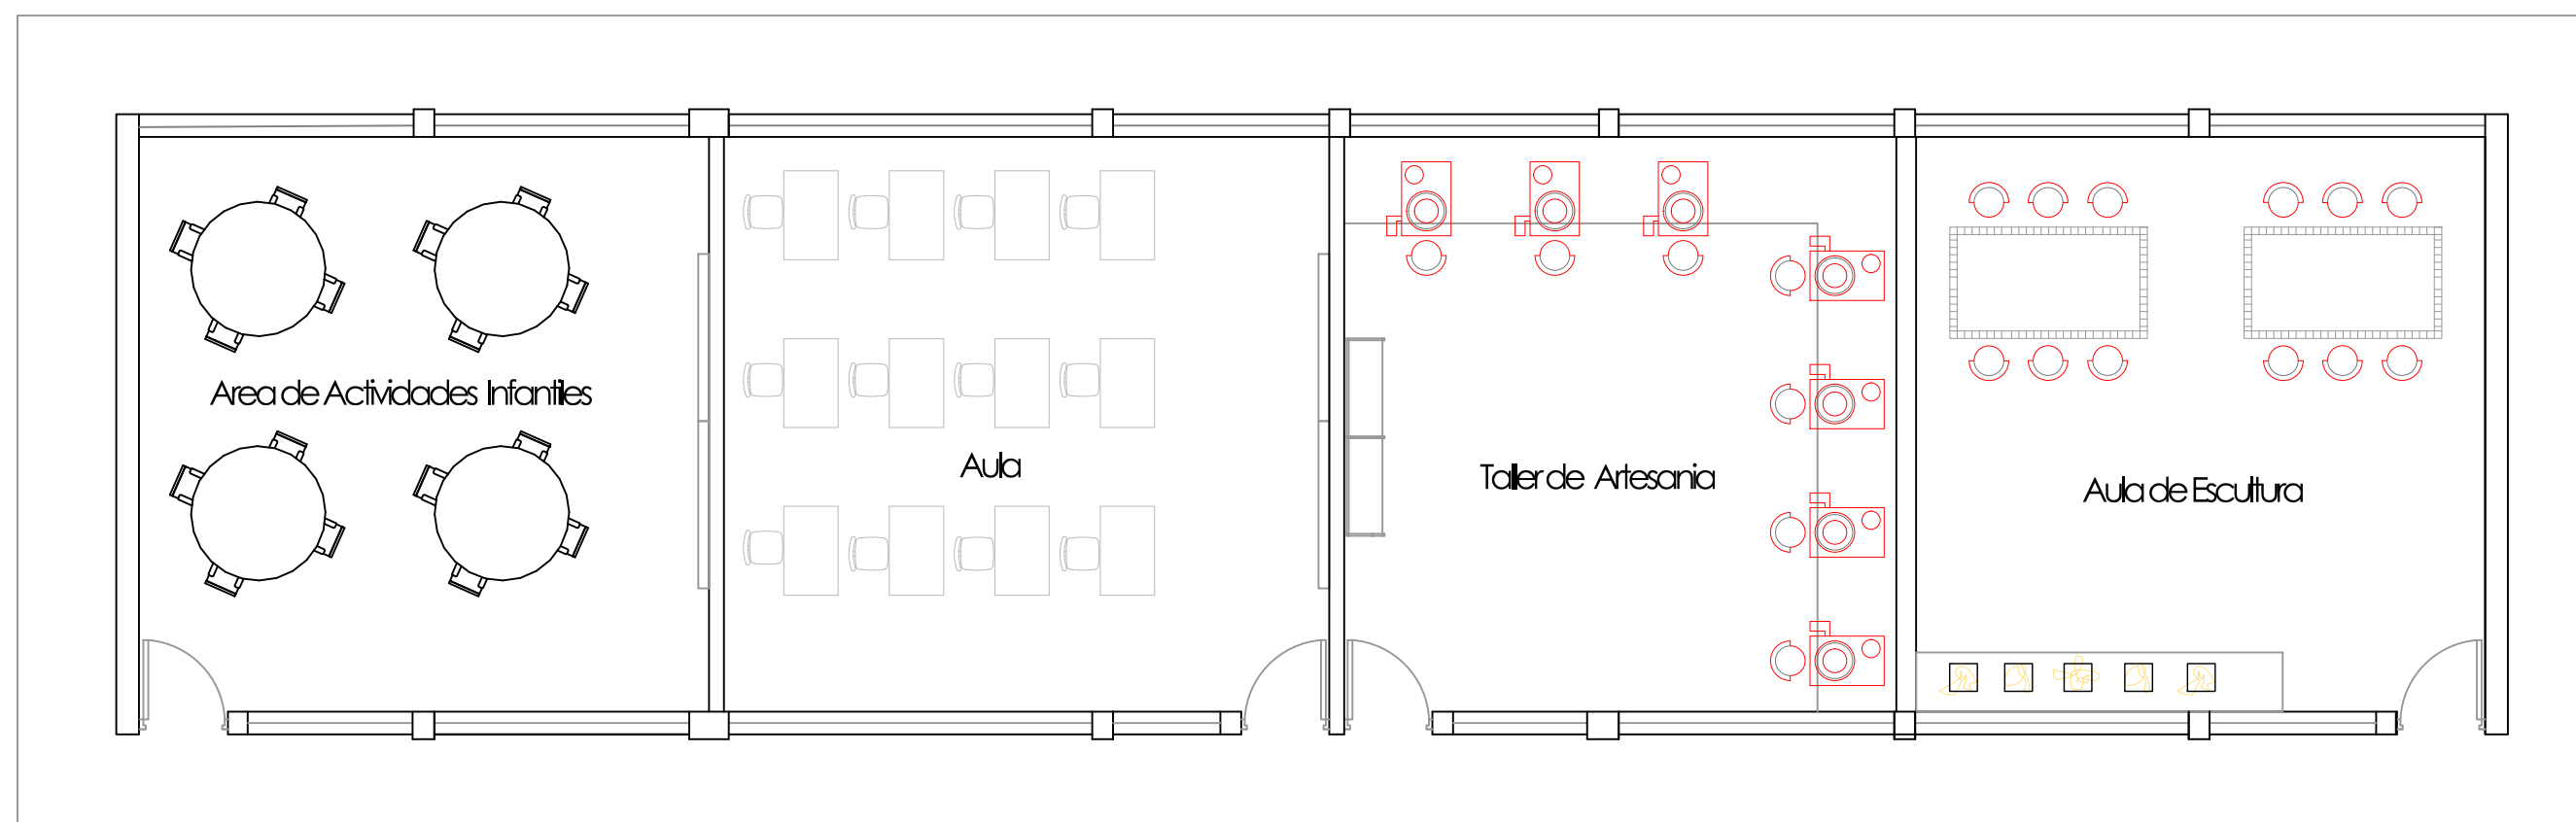 Area de Actividades Infantiles
Aula
Taller de Artesania
Aula de Escultura